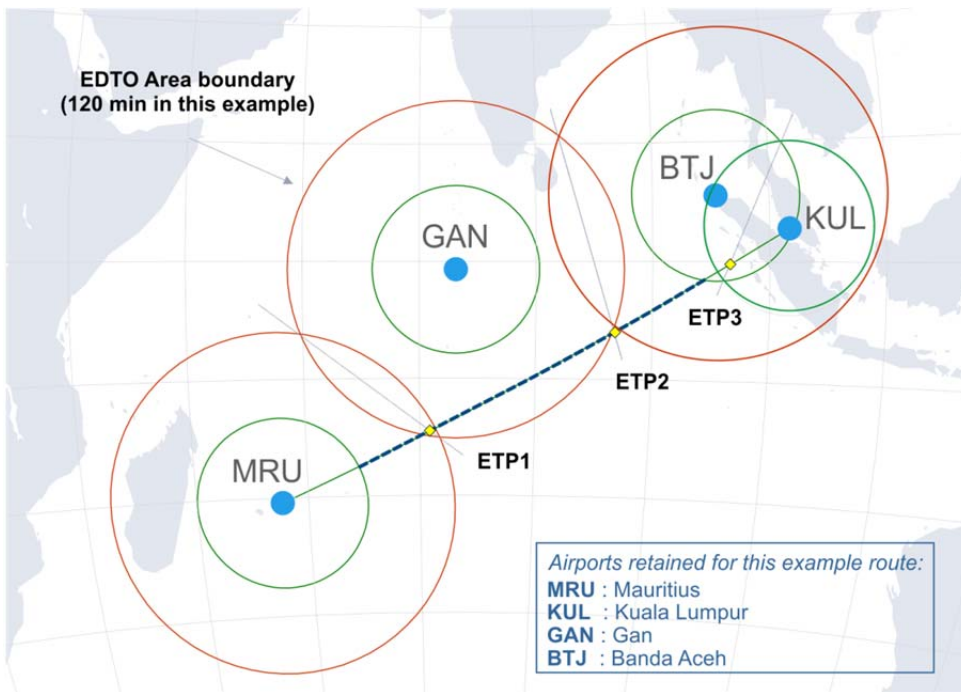 EDTO Area boundary
(120 min in this example)
BTJ
KUL
GAN
ETP3
ETP2
ETP1
MRU
Airports retained for this example route:
MRU : Mauritius
KUL : Kuala Lumpur
GAN : Gan
BTJ : Banda Aceh